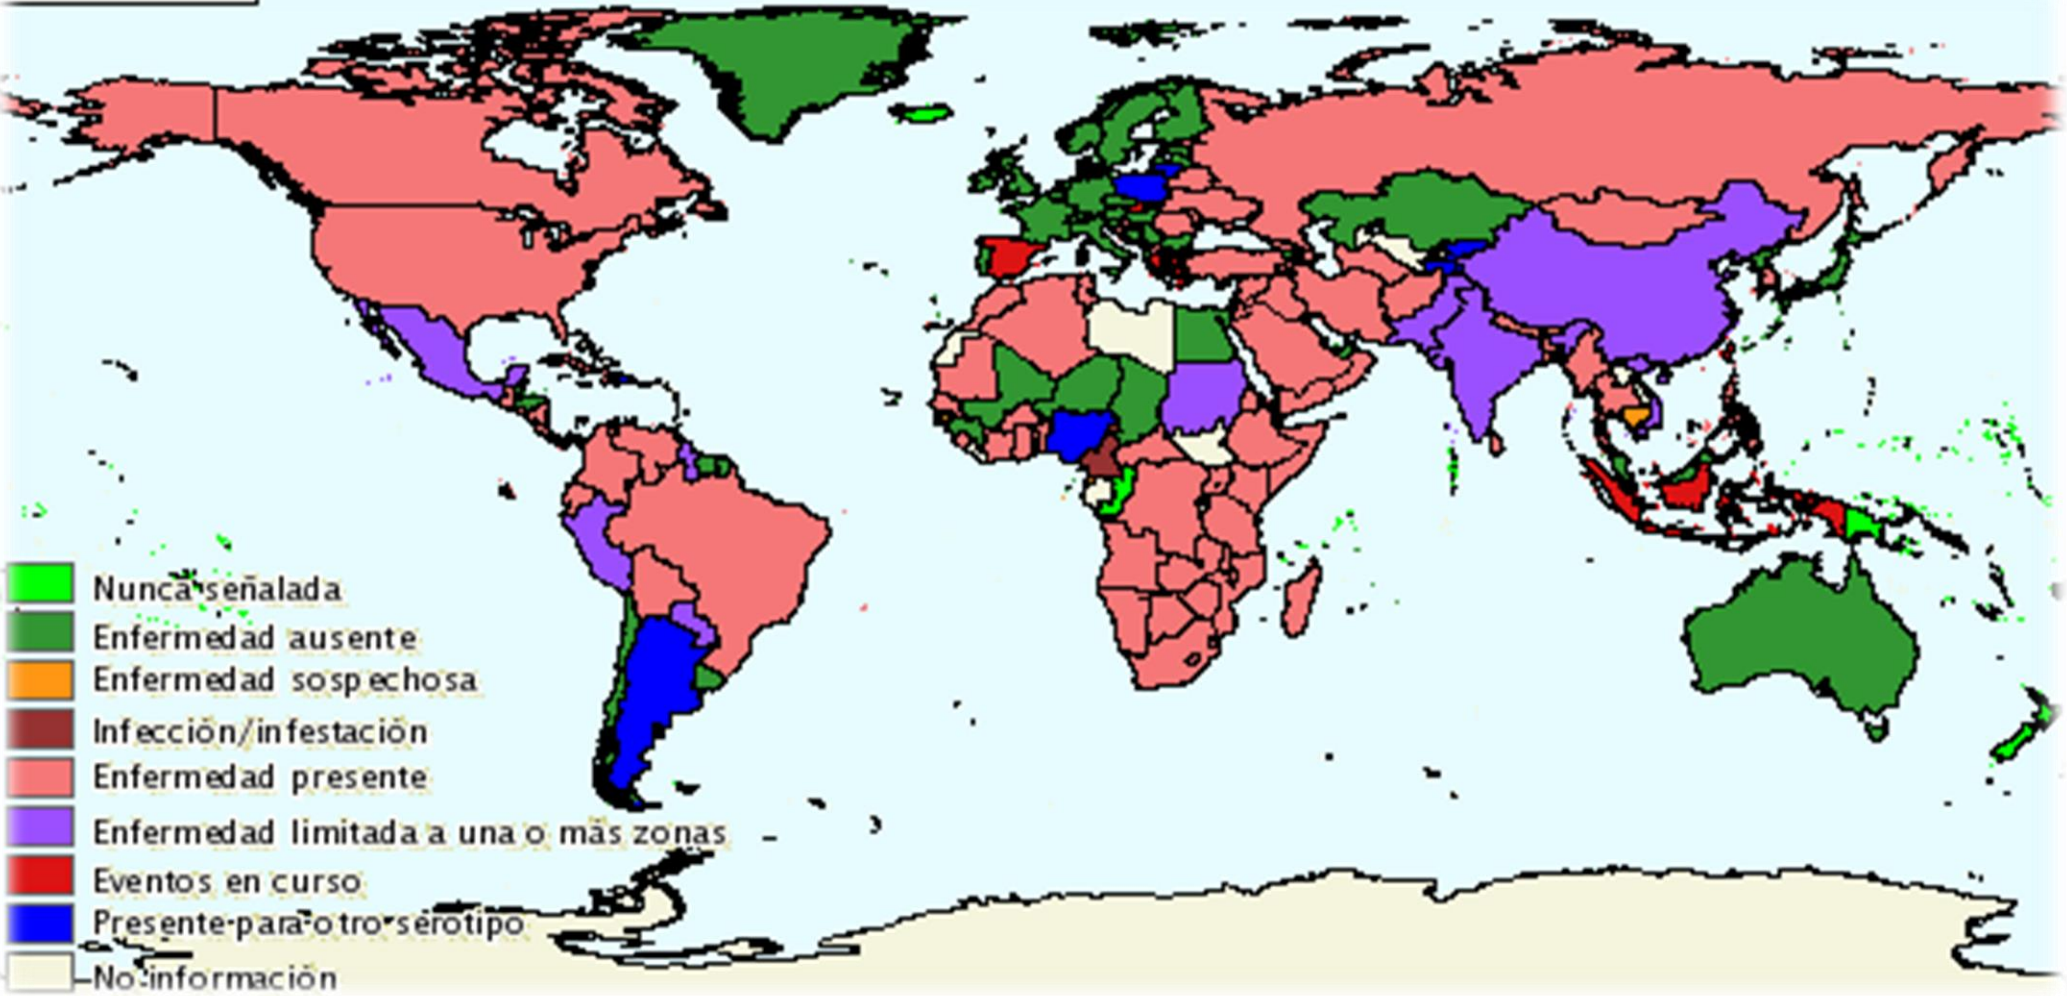 Nunca señalada
Enfermedad ausente
Enfermedad sospechosa
Infección/infestación
Enfermedad presente
Enfermedad limitada a una o más zonas
Eventos en curso
Presente para otro serotipo
No información